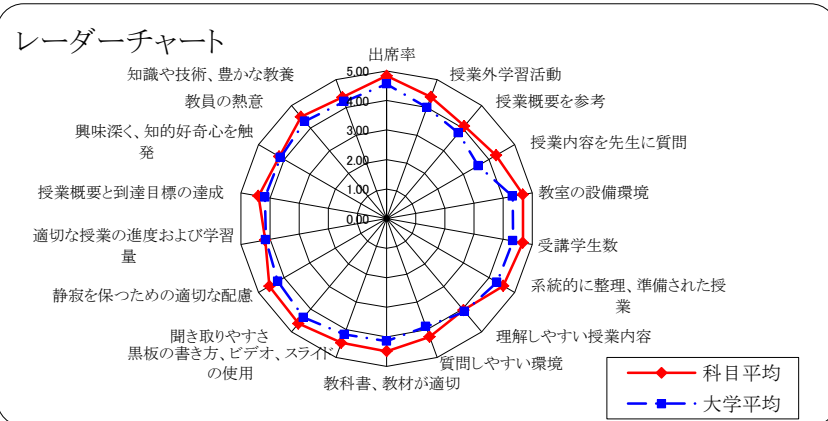 レーダーチャート
出席率
授業外学習活動
授業概要を参考
授業内容を先生に質問
教室の設備環境
受講学生数
系統的に整理、準備された授
業
理解しやすい授業内容
質問しやすい環境
教科書、教材が適切
黒板の書き方、ビデオ、スライド
の使用
聞き取りやすさ
静寂を保つための適切な配慮
適切な授業の進度および学習
量
授業概要と到達目標の達成
興味深く、知的好奇心を触
発
教員の熱意
知識や技術、豊かな教養
5.00
4.00
3.00
2.00
1.00
0.00
科目平均
大学平均